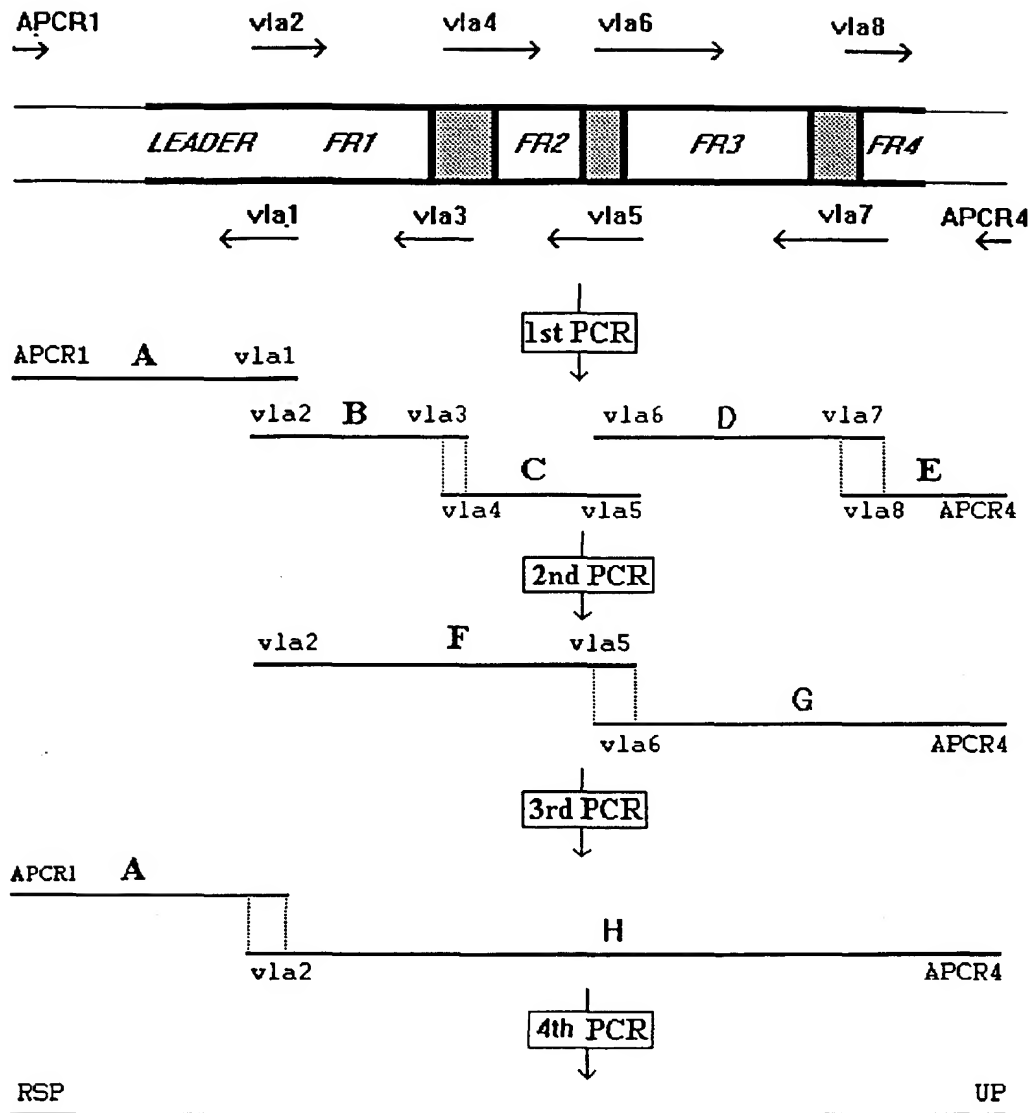 APCR1 vla2 vla4 vla6 vla8
LEADER FR1 FR2 FR3 FR4
vla1 vla3 vla5 vla7 APCR4
1st PCR
APCR1 A vla1
vla2 B vla3 vla6 D vla7
C E
vla4 vla5 vla8 APCR4
2nd PCR
vla2 F vla5
G
vla6 APCR4
3rd PCR
APCR1 A
H
vla2 APCR4
4th PCR
RSP UP